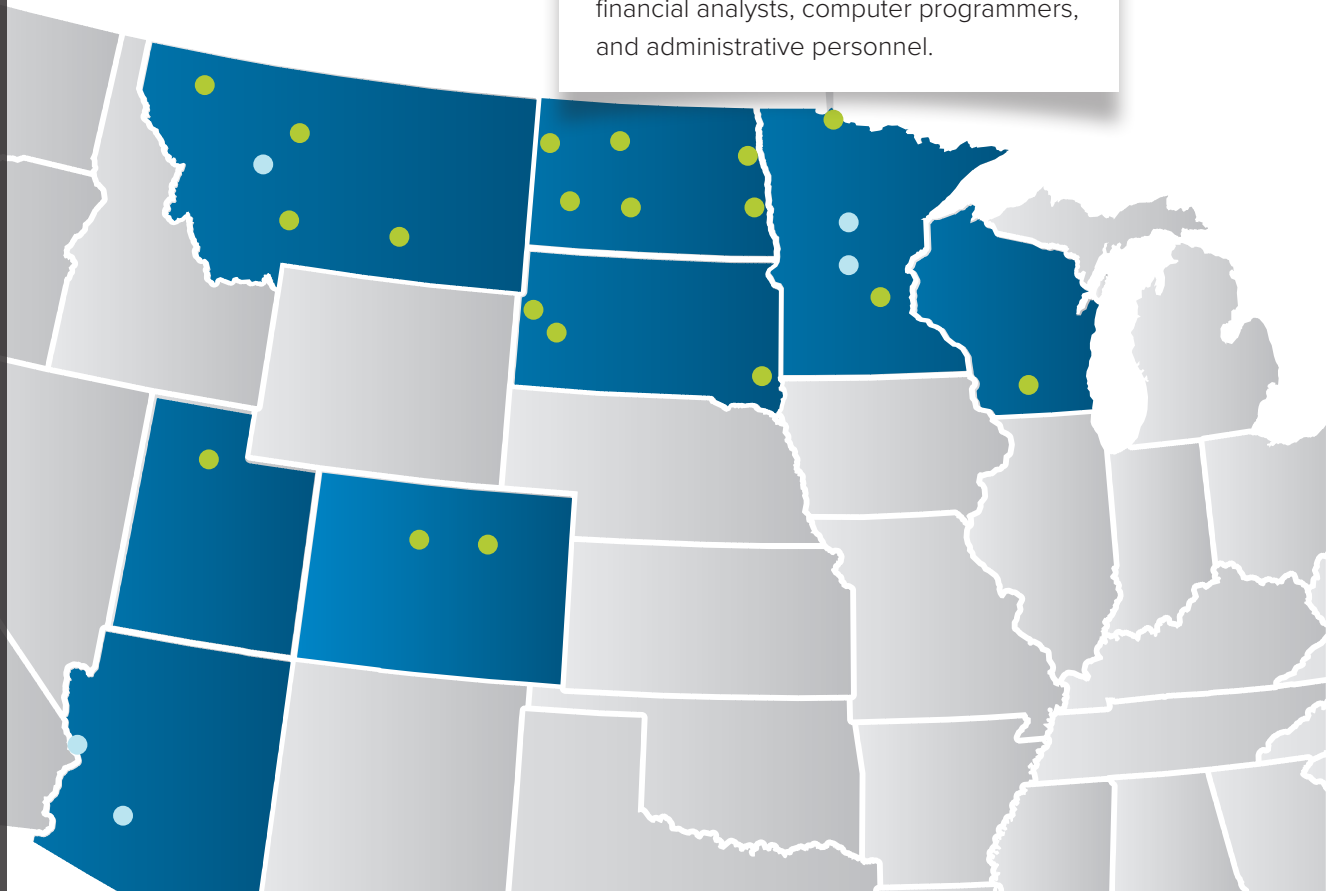 financial analysts, computer programmers,
and administrative personnel.